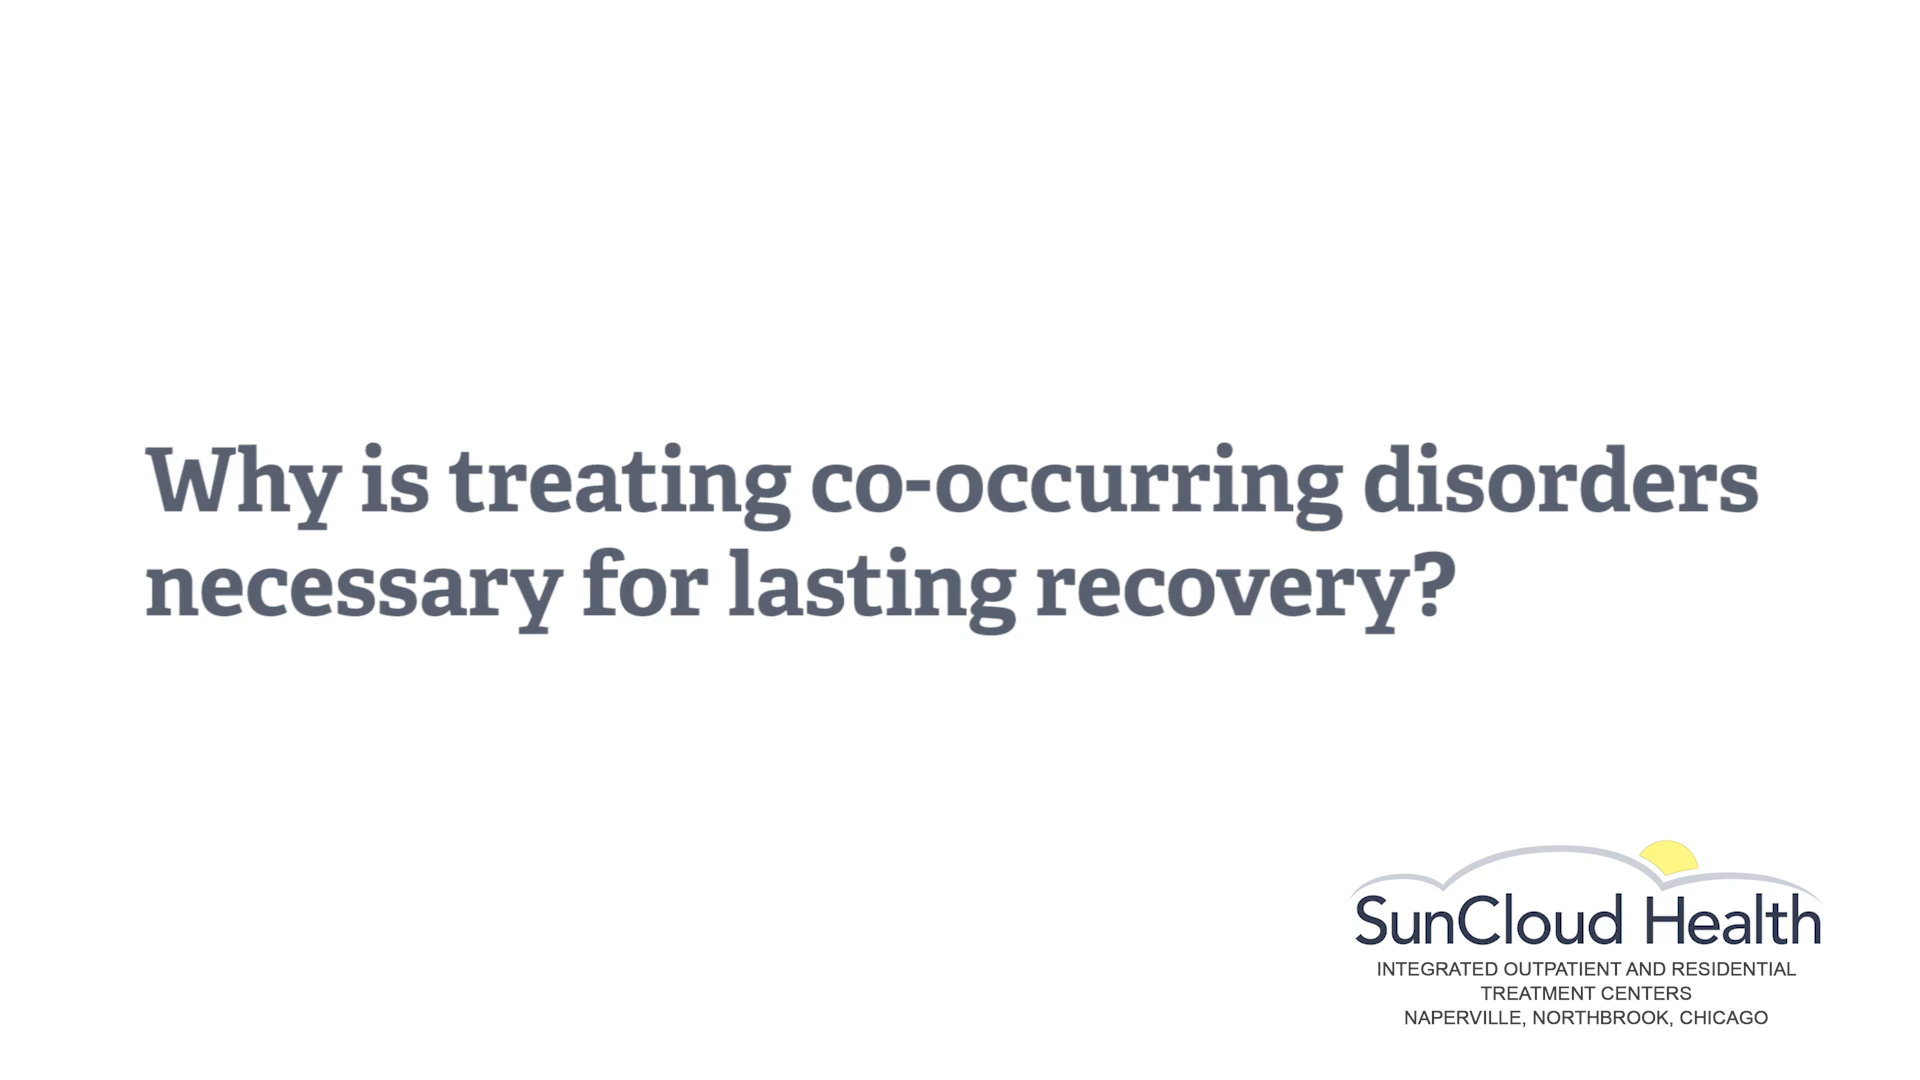 Why is treating co-occurring disorders
necessary for lasting recovery?
SunCloud Health
INTEGRATED OUTPATIENT AND RESIDENTIAL
TREATMENT CENTERS
NAPERVILLE, NORTHBROOK, CHICAGO